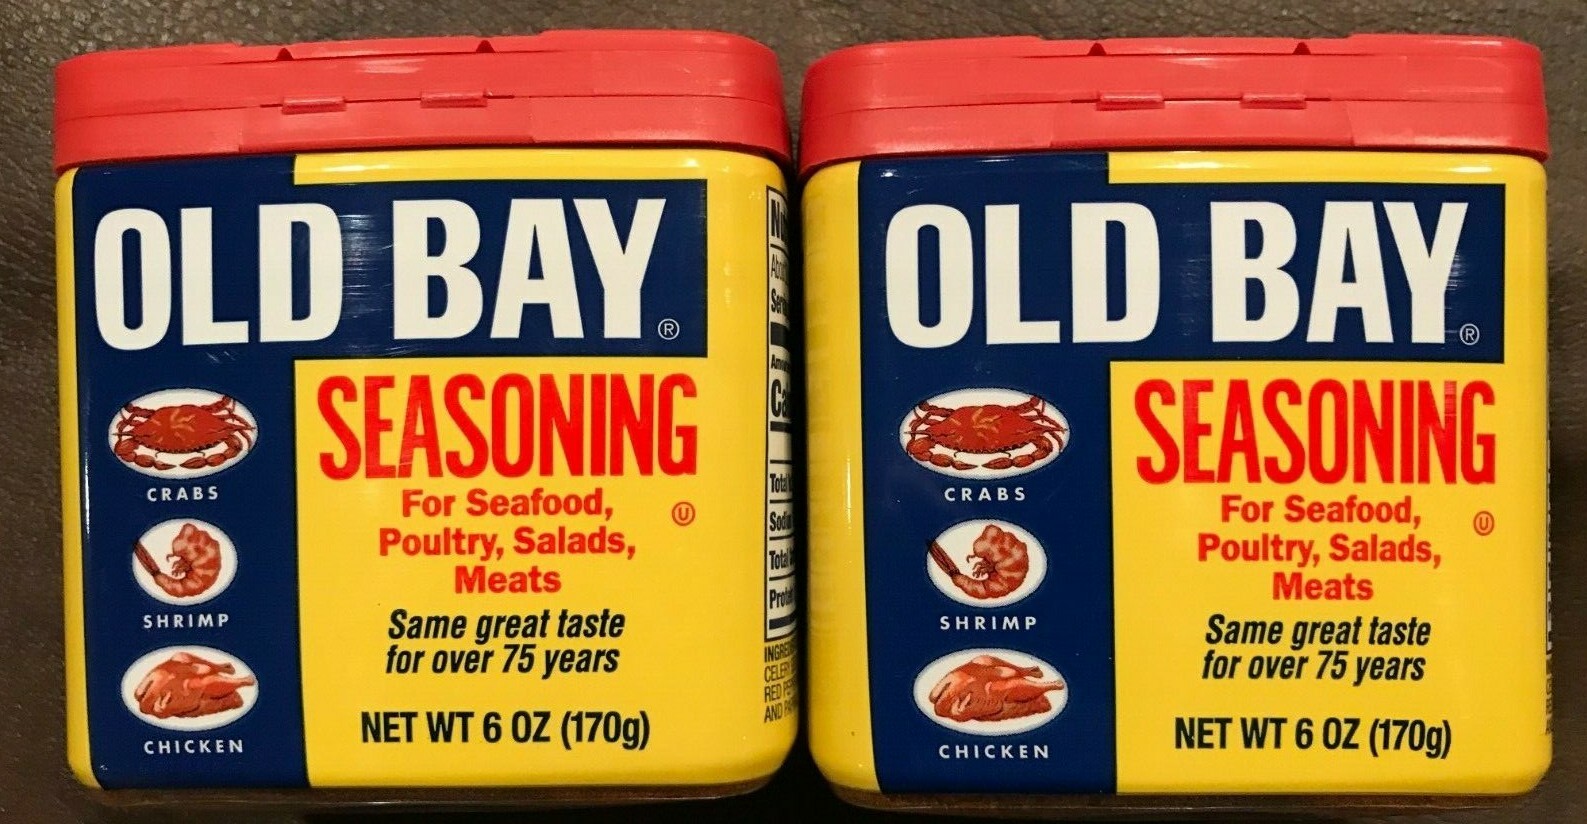 OLD BAY®
CRABS
SHRIMP
CHICKEN
SEASONING
For Seafood,
Poultry, Salads,
Meats
U
Same great taste
for over 75 years
NET WT 6 OZ (170g)
OLD BAY®
CRABS
SHRIMP
CHICKEN
SEASONING
For Seafood,
Poultry, Salads,
Meats
U
Same great taste
for over 75 years
NET WT 6 OZ (170g)